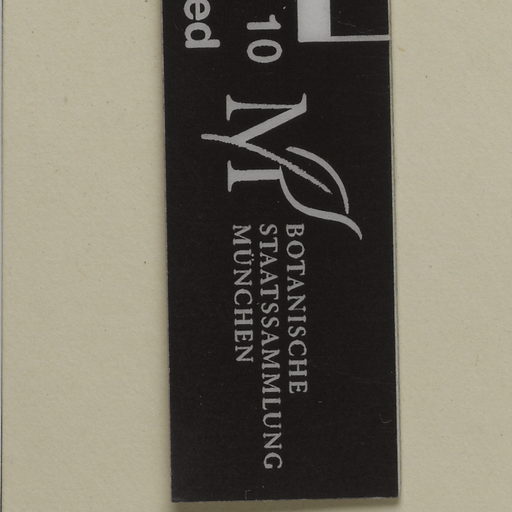 10
ed
M
BOTANISCHE
STAATSSAMMLUNG
MÜNCHEN